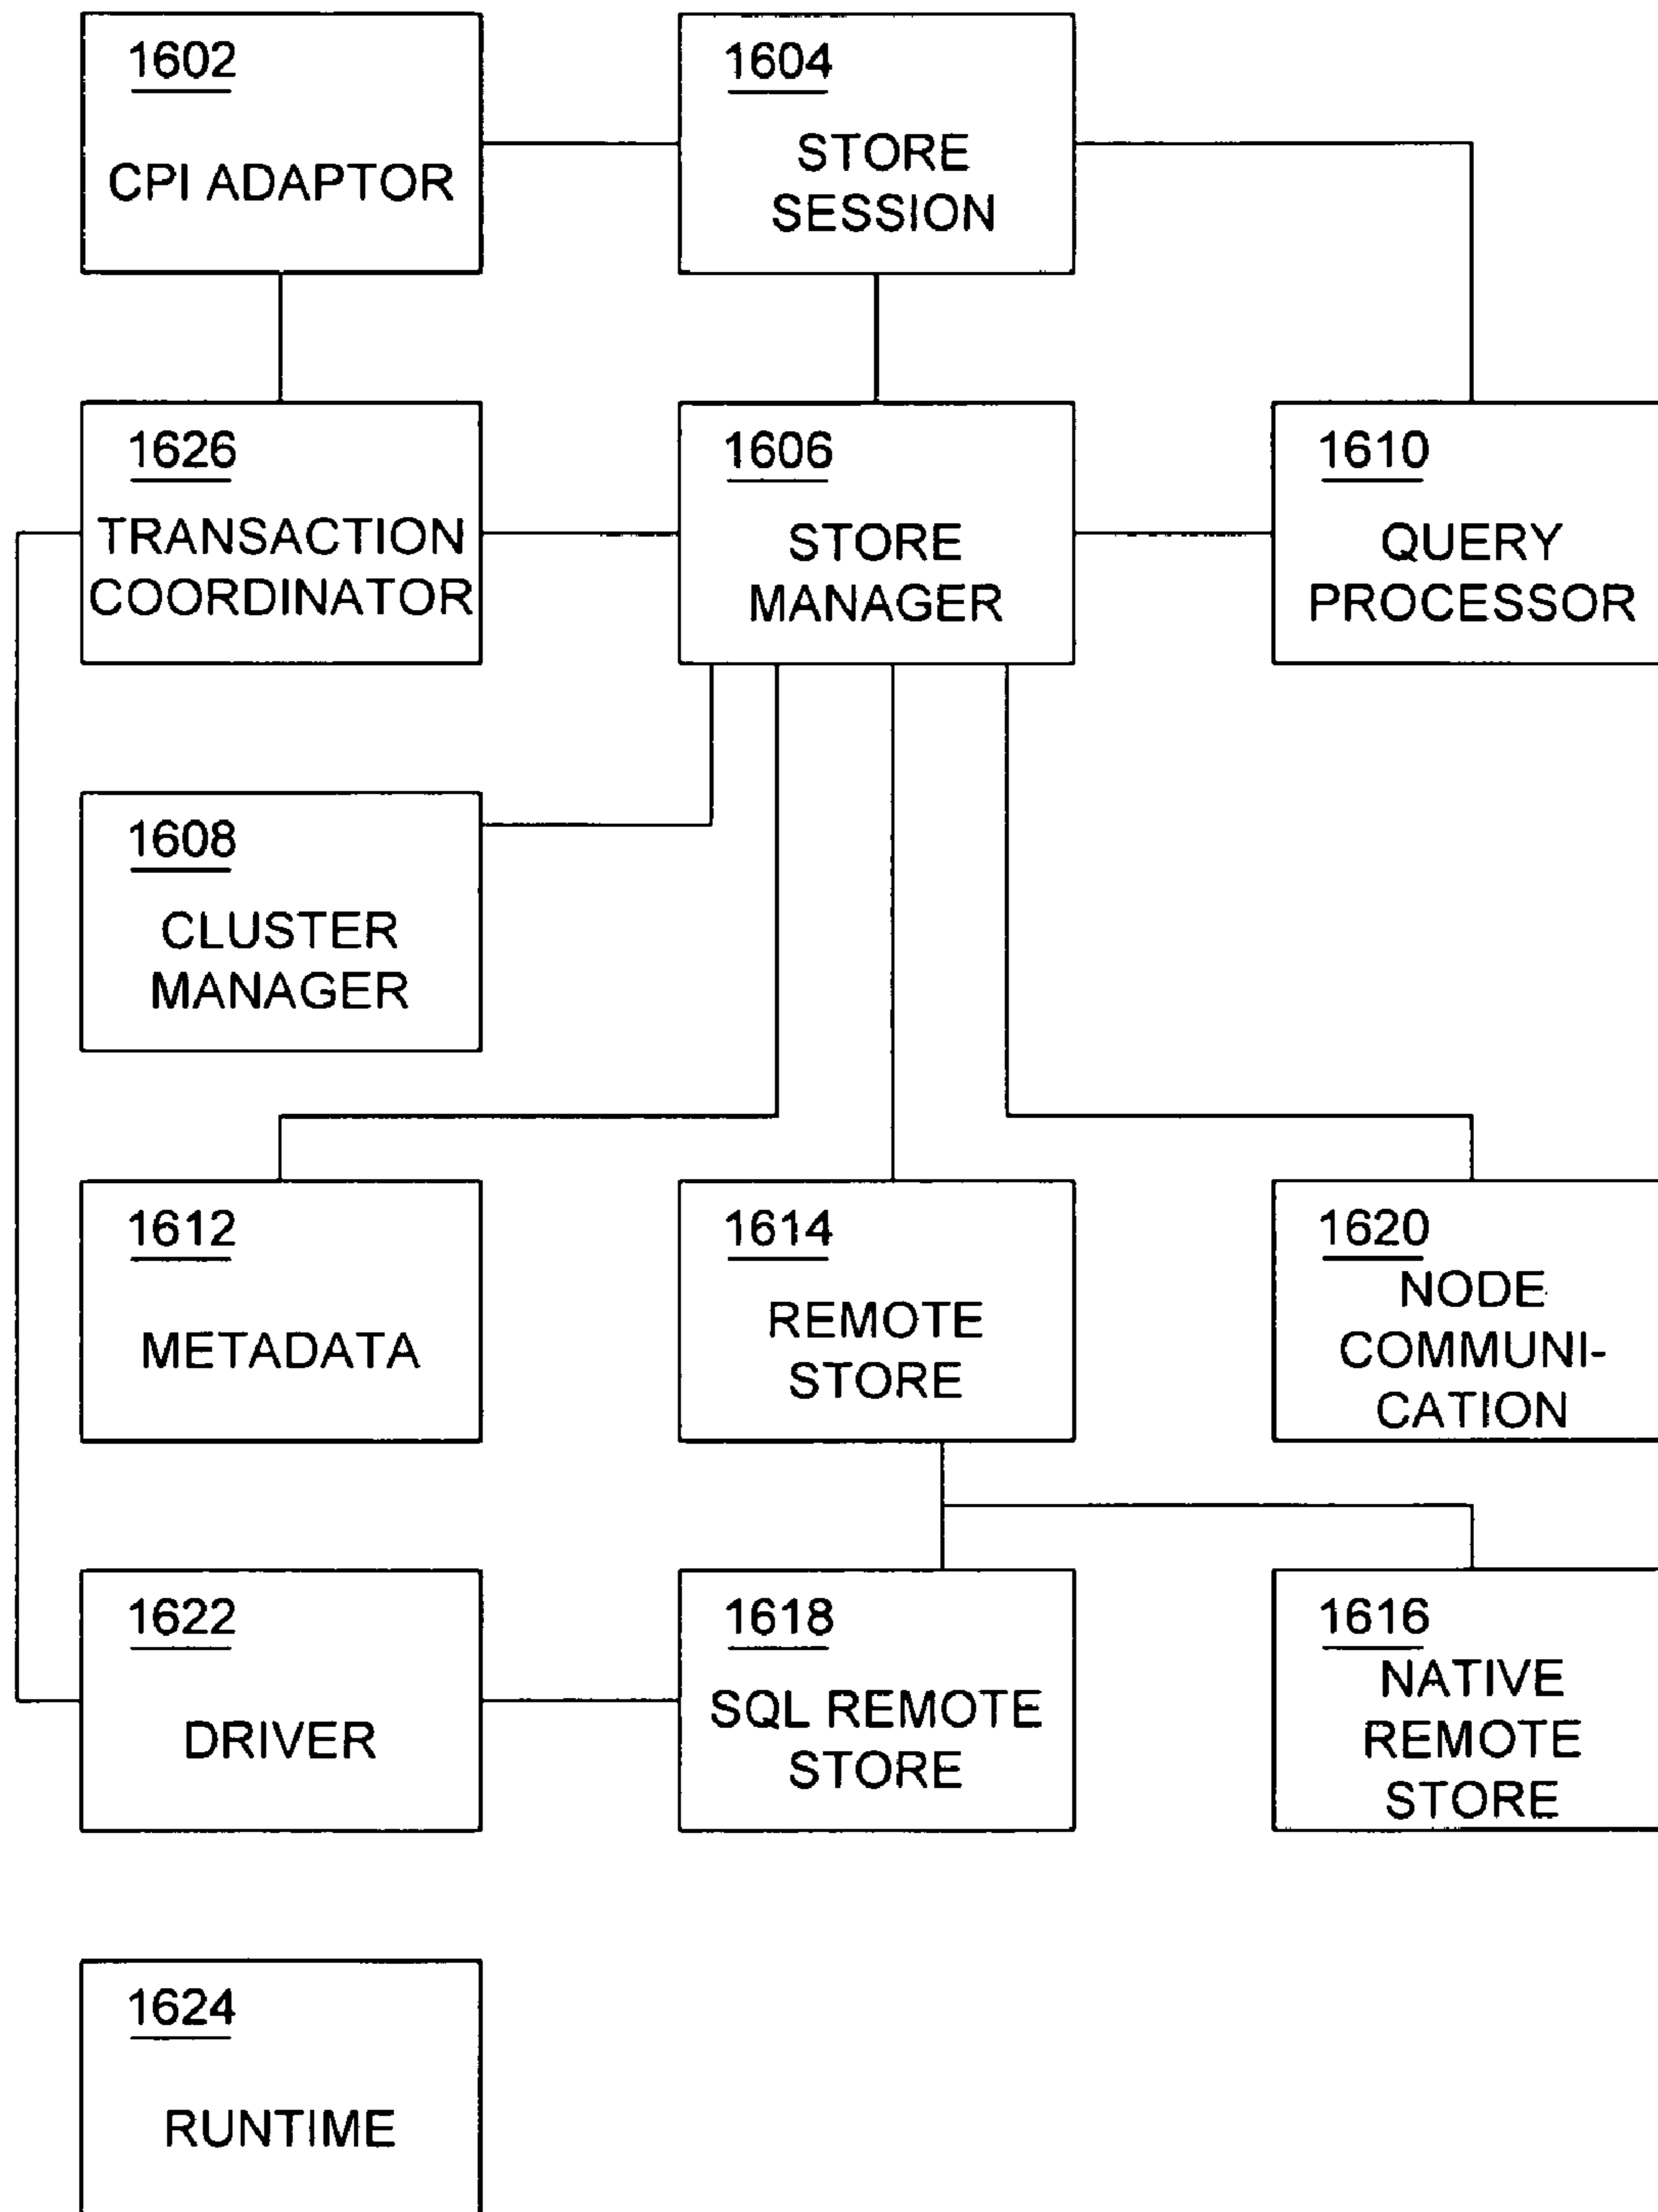 1602
CPI ADAPTOR
1604
STORE
SESSION
1626
TRANSACTION
COORDINATOR
1606
STORE
MANAGER
1610
QUERY
PROCESSOR
1608
CLUSTER
MANAGER
1612
METADATA
1614
REMOTE
STORE
1620
NODE
COMMUNI-
CATION
1622
DRIVER
1618
SQL REMOTE
STORE
1616
NATIVE
REMOTE
STORE
1624
RUNTIME